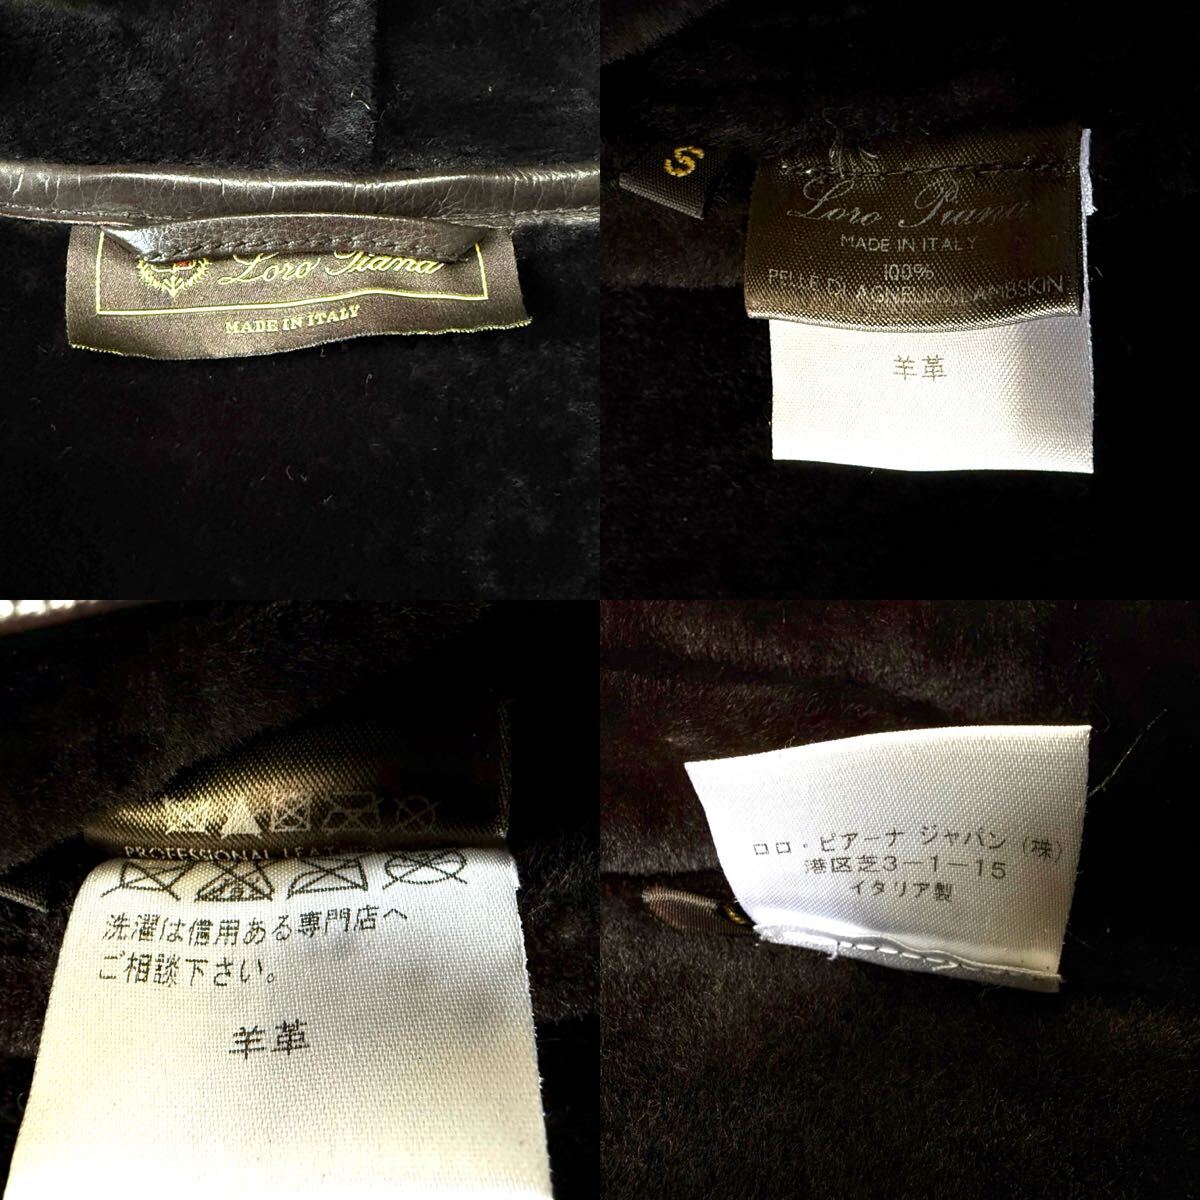 Loro Piana
MADE IN ITALY
S
Loro Piana
MADE IN ITALY
100%
PELLE DI AGNELLO, LAMBSKIN
羊革
PROFESSIONAL
洗濯は信用ある専門店へ
ご相談下さい。
羊革
ロロ・ピアーナ ジャパン(株)
港区芝3-1-15
イタリア製